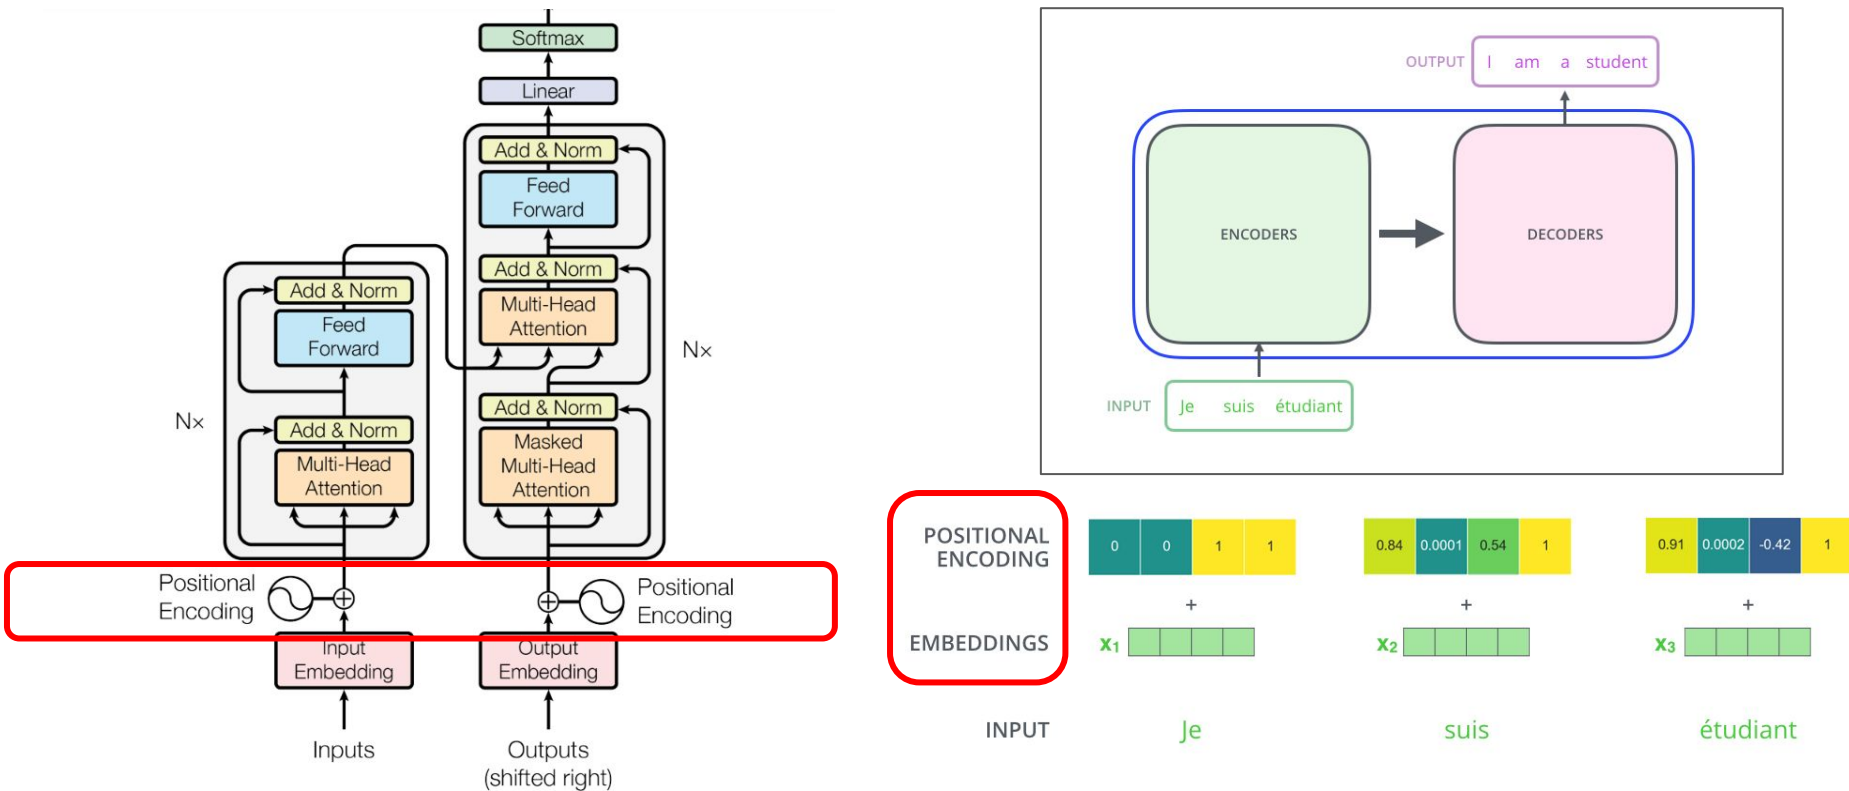 Softmax
Linear
Add & Norm
Feed
Forward
Add & Norm
Multi-Head
Attention
Add & Norm
Masked
Multi-Head
Attention
Nx
Add & Norm
Feed
Forward
Add & Norm
Multi-Head
Attention
Nx
Positional
Encoding
Positional
Encoding
Input
Embedding
Output
Embedding
Inputs
Outputs
(shifted right)
OUTPUT I am a student
ENCODERS DECODERS
INPUT Je suis étudiant
POSITIONAL
ENCODING
0 0 1 1
0.84 0.0001 0.54 1
0.91 0.0002 -0.42 1
+ + +
EMBEDDINGS x1 x2 x3
INPUT Je suis étudiant